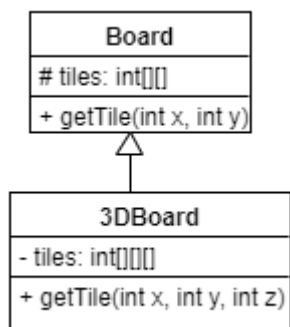 Board
# tiles: int[][]
+ getTile(int x, int y)
3DBoard
- tiles: int[][][]
+ getTile(int x, int y, int z)